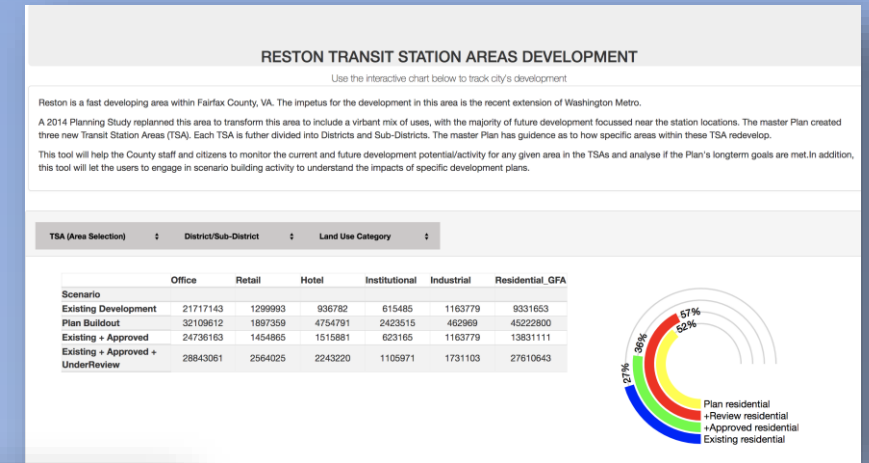 RESTON TRANSIT STATION AREAS DEVELOPMENT
Use the interactive chart below to track city's development
Reston is a fast developing area within Fairfax County, VA. The impetus for the development in this area is the recent extension of Washington Metro.
A 2014 Planning Study replanned this area to transform this area to include a virbant mix of uses, with the majority of future development focussed near the station locations. The master Plan created
three new Transit Station Areas (TSA). Each TSA is futher divided into Districts and Sub-Districts. The master Plan has guidence as to how specific areas within these TSA redevelop.
This tool will help the County staff and citizens to monitor the current and future development potential/activity for any given area in the TSAs and analyse if the Plan's longterm goals are met.In addition,
this tool will let the users to engage in scenario building activity to understand the impacts of specific development plans.
TSA (Area Selection) District/Sub-District Land Use Category
Office Retail Hotel Institutional Industrial Residential_GFA
Scenario
Existing Development 21717143 1299993 936782 615485 1163779 9331653
Plan Buildout 32109612 1897359 4754791 2423515 462969 45222800
Existing + Approved 24736163 1454865 1515881 623165 1163779 13831111
Existing + Approved +
UnderReview 28843061 2564025 2243220 1105971 1731103 27610643
57%
52%
36%
27%
Plan residential
+Review residential
+Approved residential
Existing residential